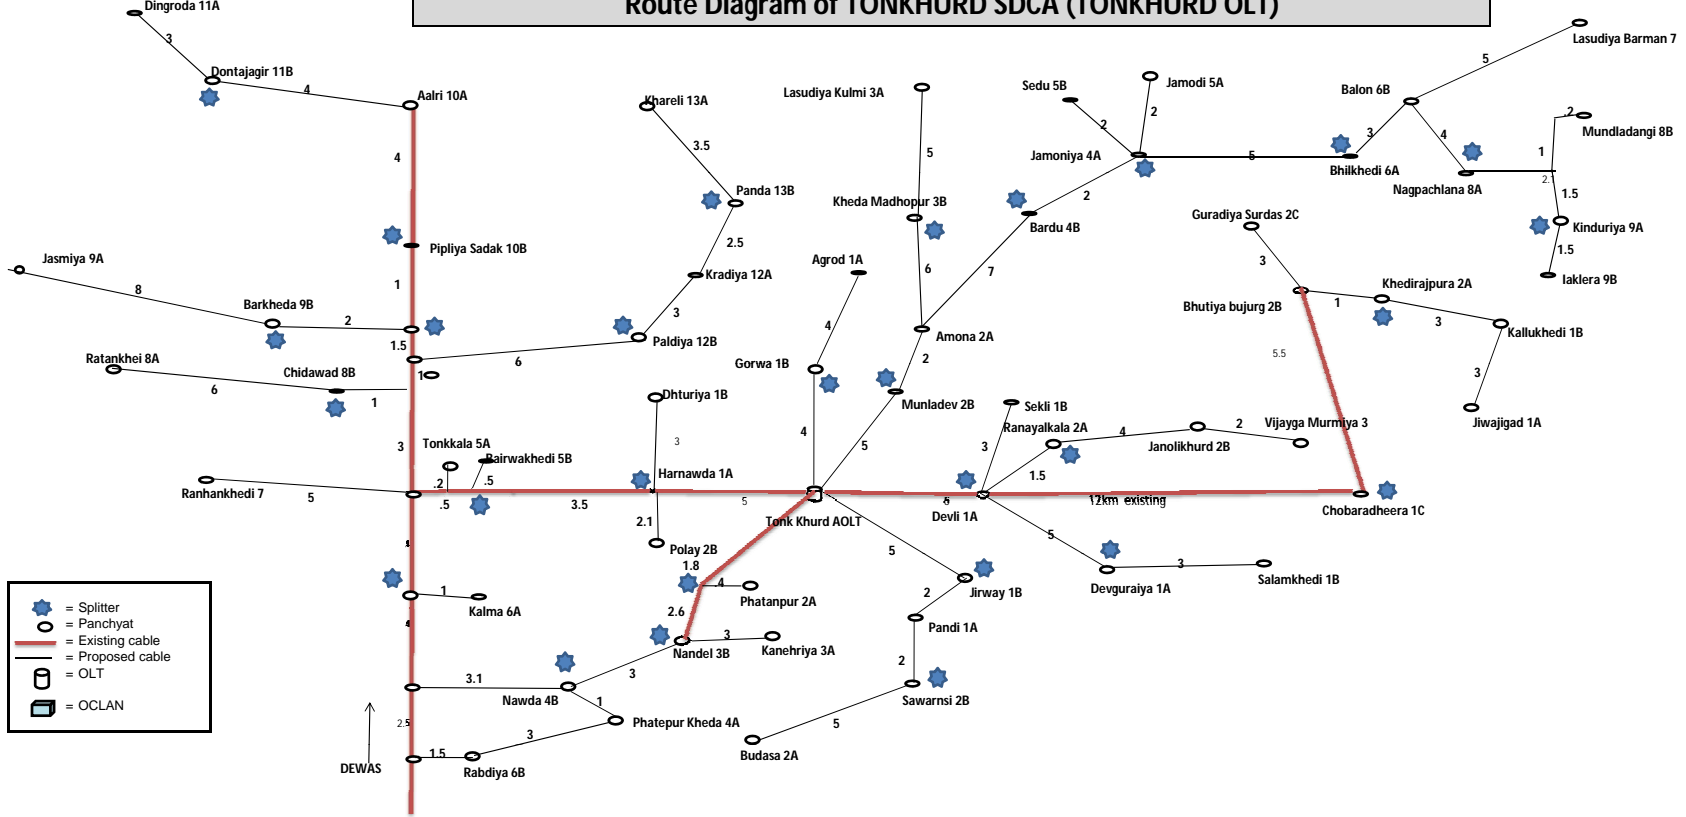 Route Diagram of TONKHURD SDCA (TONKHURD OLT)
Dingroda 11A
3
Dontajagir 11B
4
Aalri 10A
4
Pipliya Sadak 10B
1
Jasmiya 9A
8
Barkheda 9B
2
1.5
Ratankhei 8A
6
Chidawad 8B
1
1
6
Khareli 13A
3.5
Panda 13B
2.5
Kradiya 12A
3
Paldiya 12B
Lasudiya Kulmi 3A
5
Kheda Madhopur 3B
6
Agrod 1A
4
Gorwa 1B
4
Amona 2A
2
Munladev 2B
5
7
Sedu 5B
2
Jamodi 5A
2
Jamoniya 4A
2
Bardu 4B
5
Bhilkhedi 6A
3
Balon 6B
5
Lasudiya Barman 7
4
Nagpachlana 8A
.2
Mundladangi 8B
1
2.
1.5
Kinduriya 9A
1.5
laklera 9B
Guradiya Surdas 2C
3
Bhutiya bujurg 2B
1
Khedirajpura 2A
3
Kallukhedi 1B
3
Jiwajigad 1A
5.5
Chobaradheera 1C
Dhturiya 1B
3
Harnawda 1A
2.1
Polay 2B
3
Tonkkala 5A
Bairwakhedi 5B
.2
.5
.5
3.5
5
Ranhankhedi 7
5
Tonk Khurd AOLT
6
Devli 1A
12km existing
Sekli 1B
3
Ranayalkala 2A
1.5
4
Janolikhurd 2B
2
Vijayga Murmiya 3
5
Devguraiya 1A
3
Salamkhedi 1B
5
Jirway 1B
2
Pandi 1A
2
Sawarnsi 2B
5
Budasa 2A
1.8
.4
Phatanpur 2A
2.6
Nandel 3B
3
Kanehriya 3A
3
Nawda 4B
3.1
1
Phatepur Kheda 4A
3
Rabdiya 6B
1.5
2.5
1
Kalma 6A
DEWAS
= Splitter
= Panchyat
= Existing cable
= Proposed cable
= OLT
= OCLAN